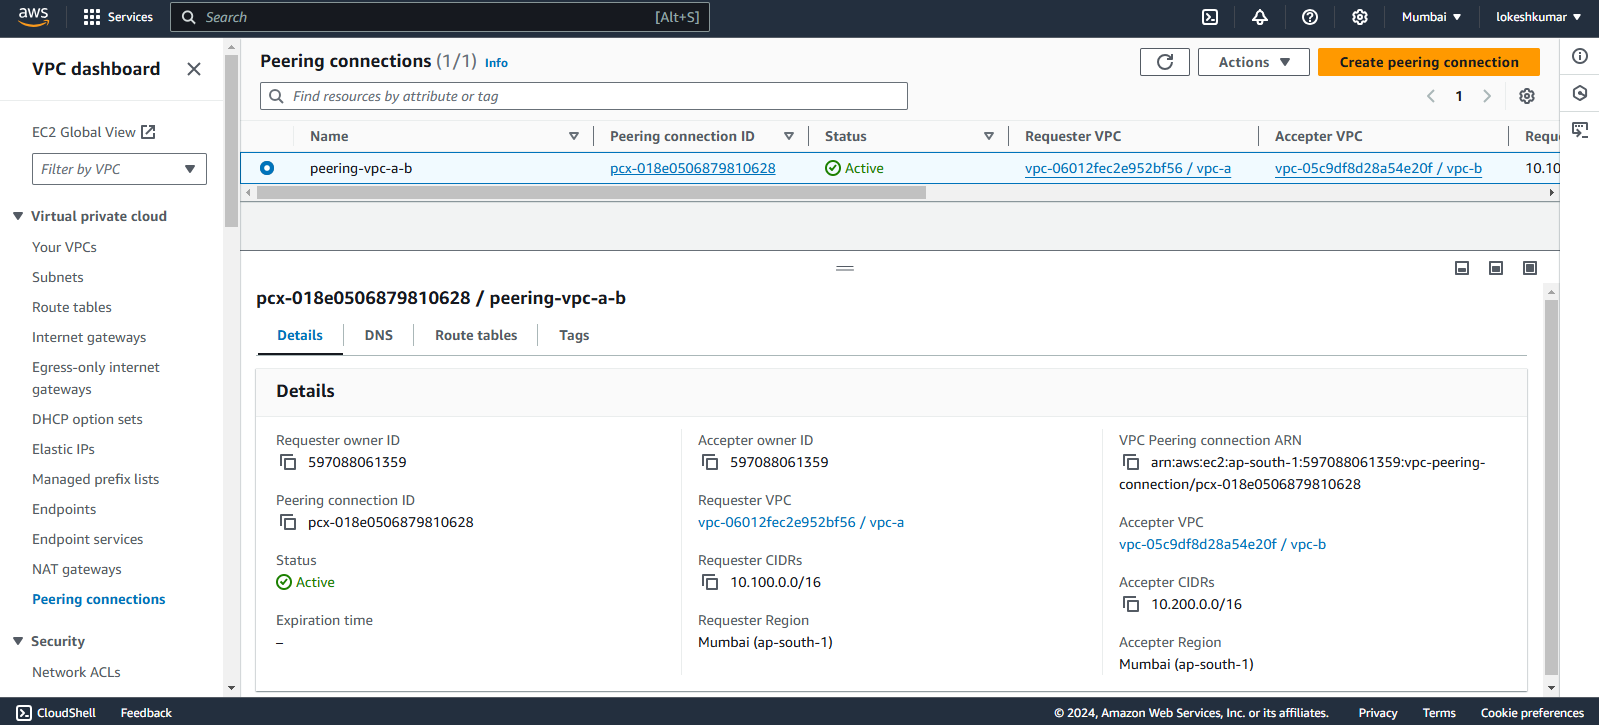 aws
Services
Search
[Alt+S]
Mumbai
lokeshkumar
VPC dashboard
EC2 Global View
Filter by VPC
Virtual private cloud
Your VPCs
Subnets
Route tables
Internet gateways
Egress-only internet
gateways
DHCP option sets
Elastic IPs
Managed prefix lists
Endpoints
Endpoint services
NAT gateways
Peering connections
Security
Network ACLs
Peering connections (1/1) Info
Actions
Create peering connection
Find resources by attribute or tag
1
Name
Peering connection ID
Status
Requester VPC
Accepter VPC
Reque
peering-vpc-a-b
pcx-018e0506879810628
Active
vpc-06012fec2e952bf56 / vpc-a
vpc-05c9df8d28a54e20f / vpc-b
10.10
pcx-018e0506879810628 / peering-vpc-a-b
Details
DNS
Route tables
Tags
Details
Requester owner ID
597088061359
Peering connection ID
pcx-018e0506879810628
Status
Active
Expiration time
–
Accepter owner ID
597088061359
Requester VPC
vpc-06012fec2e952bf56 / vpc-a
Requester CIDRs
10.100.0.0/16
Requester Region
Mumbai (ap-south-1)
VPC Peering connection ARN
arn:aws:ec2:ap-south-1:597088061359:vpc-peering-
connection/pcx-018e0506879810628
Accepter VPC
vpc-05c9df8d28a54e20f / vpc-b
Accepter CIDRs
10.200.0.0/16
Accepter Region
Mumbai (ap-south-1)
CloudShell
Feedback
© 2024, Amazon Web Services, Inc. or its affiliates.
Privacy
Terms
Cookie preferences